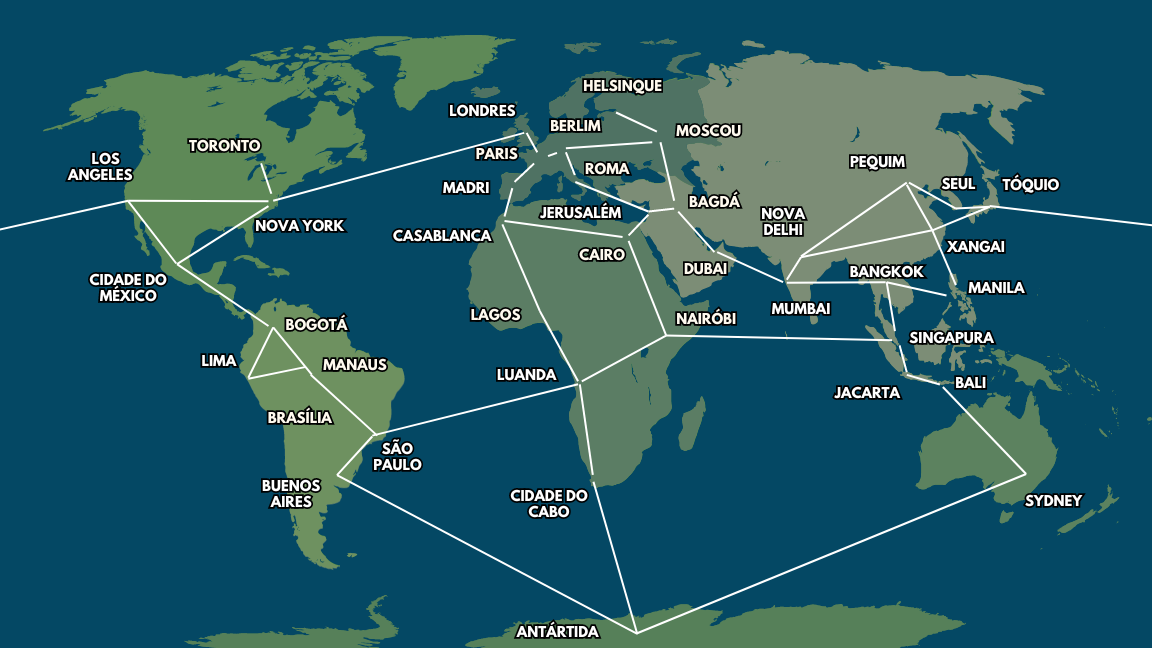 HELSINQUE
LONDRES
BERLIM
MOSCOU
TORONTO
PARIS
LOS
ANGELES
ROMA
PEQUIM
MADRI
SEUL
TÓQUIO
JERUSALÉM
BAGDÁ
NOVA
DELHI
NOVA YORK
CASABLANCA
CAIRO
XANGAI
DUBAI
BANGKOK
CIDADE DO
MÉXICO
MANILA
MUMBAI
LAGOS
NAIRÓBI
BOGOTÁ
SINGAPURA
LIMA
MANAUS
LUANDA
BALI
JACARTA
BRASÍLIA
SÃO
PAULO
BUENOS
AIRES
CIDADE DO
CABO
SYDNEY
ANTÁRTIDA